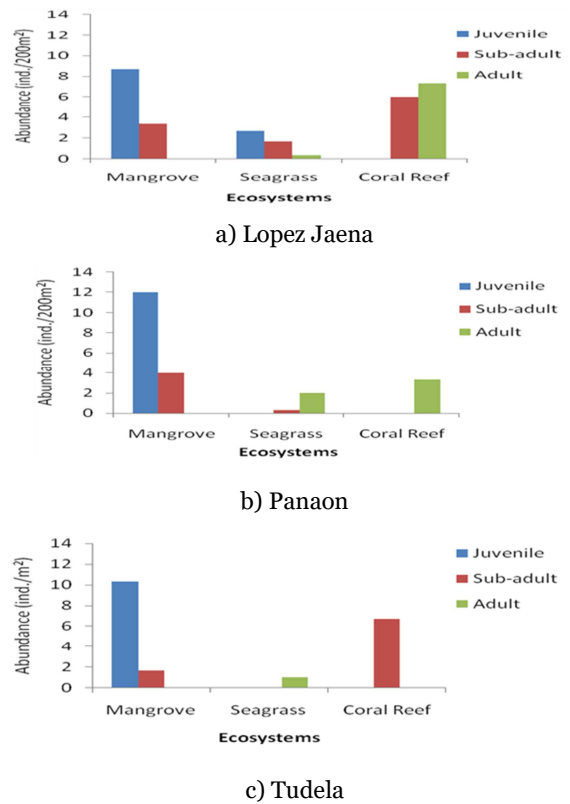 Abundance (ind./200m²)
14
12
10
8
6
4
2
0
Mangrove Seagrass Coral Reef
Ecosystems
Juvenile
Sub-adult
Adult
a) Lopez Jaena
Abundance (ind./200m²)
14
12
10
8
6
4
2
0
Mangrove Seagrass Coral Reef
Ecosystems
Juvenile
Sub-adult
Adult
b) Panaon
Abundance (ind./m²)
14
12
10
8
6
4
2
0
Mangrove Seagrass Coral Reef
Ecosystems
Juvenile
Sub-adult
Adult
c) Tudela